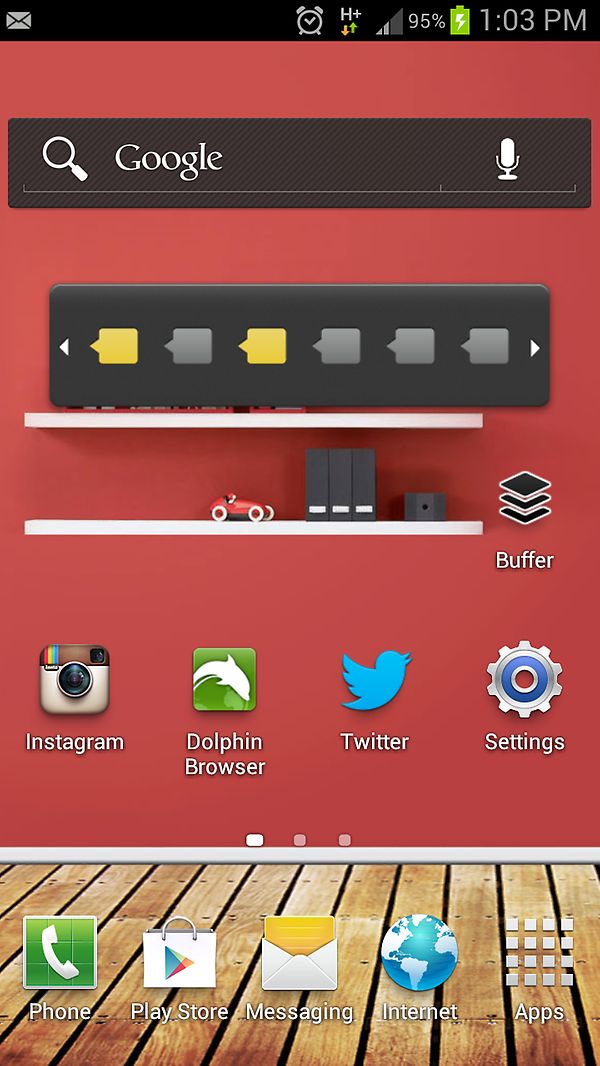 H+ 95% 1:03 PM
Google
Buffer
Instagram
Dolphin
Browser
Twitter
Settings
Phone
Play Store
Messaging
Internet
Apps